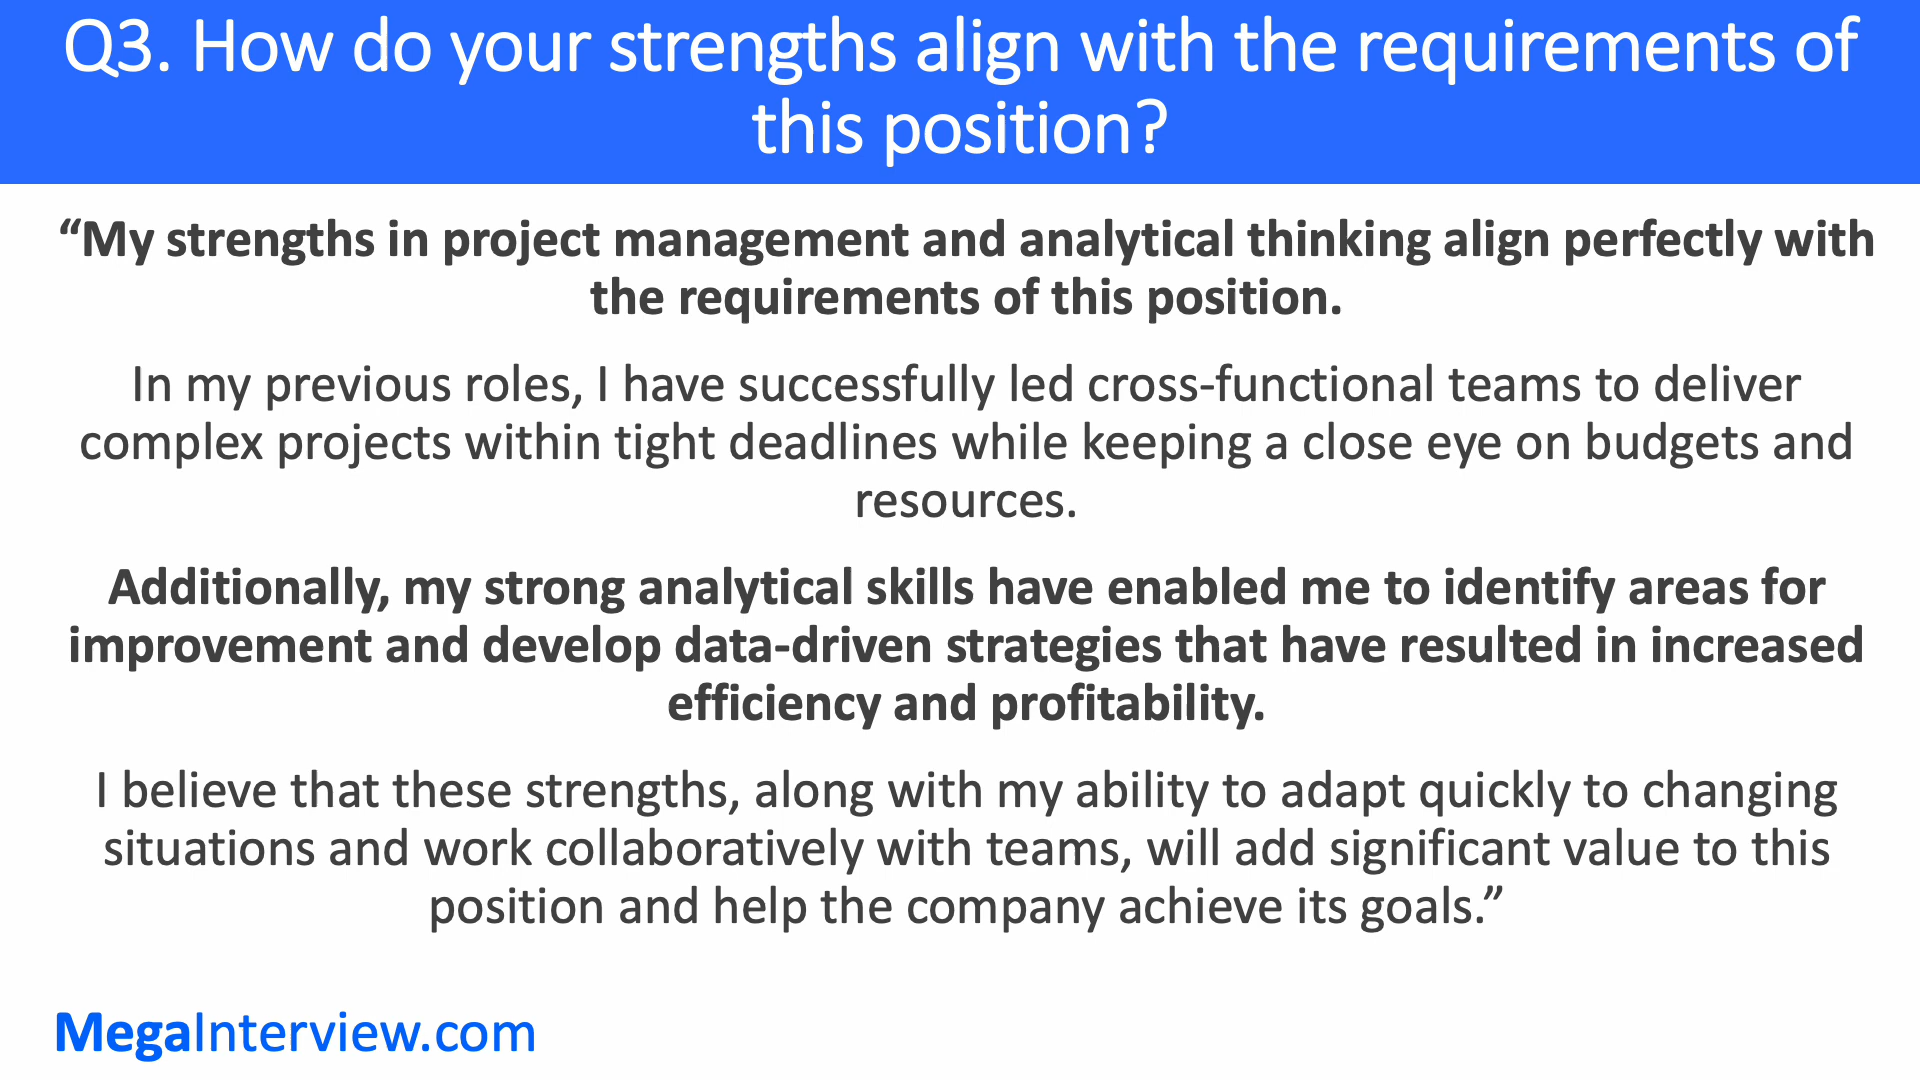 Q3. How do your strengths align with the requirements of
this position?
“My strengths in project management and analytical thinking align perfectly with
the requirements of this position.
In my previous roles, I have successfully led cross-functional teams to deliver
complex projects within tight deadlines while keeping a close eye on budgets and
resources.
Additionally, my strong analytical skills have enabled me to identify areas for
improvement and develop data-driven strategies that have resulted in increased
efficiency and profitability.
I believe that these strengths, along with my ability to adapt quickly to changing
situations and work collaboratively with teams, will add significant value to this
position and help the company achieve its goals.”
MegaInterview.com